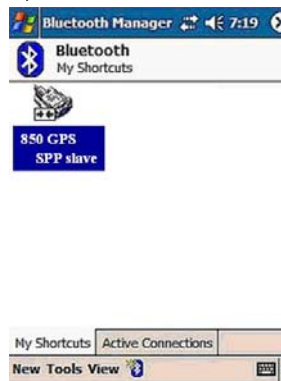 Bluetooth Manager 7:19
Bluetooth
My Shortcuts
850 GPS
SPP slave
My Shortcuts Active Connections
New Tools View